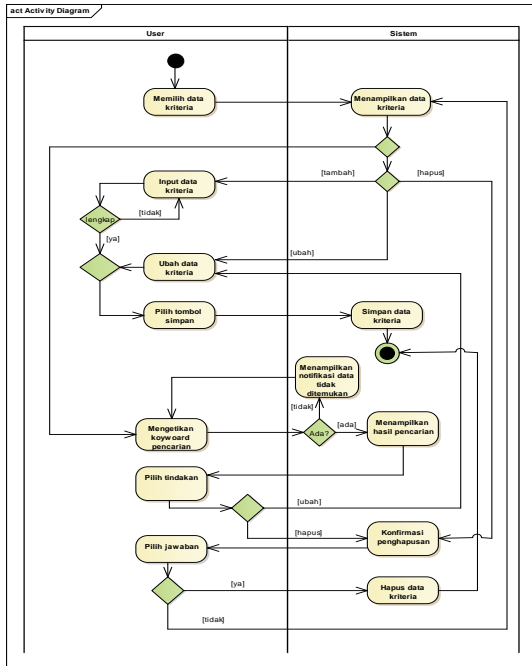 act Activity Diagram
User
Sistem
Memilih data
kriteria
Menampilkan data
kriteria
Input data
kriteria
[tambah]
[hapus]
lengkap
[tidak]
[ya]
[ubah]
Ubah data
kriteria
Pilih tombol
simpan
Simpan data
kriteria
Menampilkan
notifikasi data
tidak
ditemukan
[tidak]
Mengetikan
koywoard
pencarian
Ada?
[ada]
Menampilkan
hasil pencarian
Pilih tindakan
[ubah]
[hapus]
Konfirmasi
penghapusan
Pilih jawaban
[ya]
Hapus data
kriteria
[tidak]